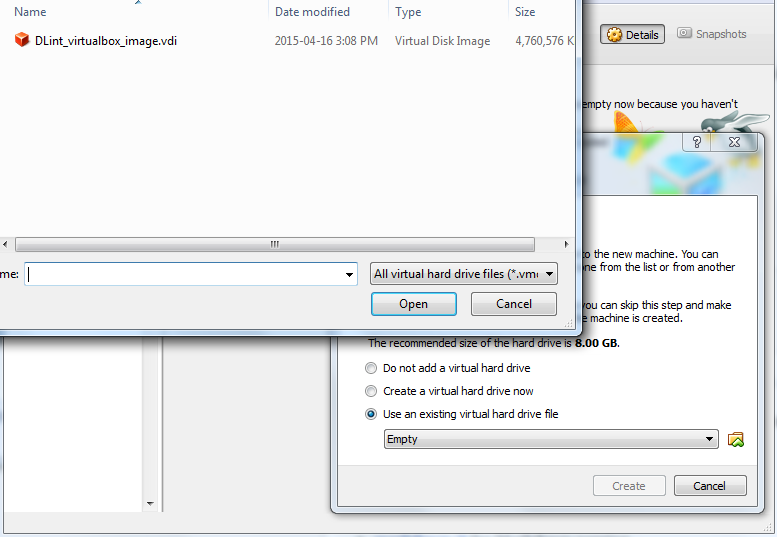 Name Date modified Type Size
DLint_virtualbox_image.vdi 2015-04-16 3:08 PM Virtual Disk Image 4,760,576 K
me:
All virtual hard drive files (*.vm
Open Cancel
Details Snapshots
empty now because you haven't
?
to the new machine. You can
one from the list or from another
you can skip this step and make
e machine is created.
The recommended size of the hard drive is 8.00 GB.
Do not add a virtual hard drive
Create a virtual hard drive now
Use an existing virtual hard drive file
Empty
Create Cancel